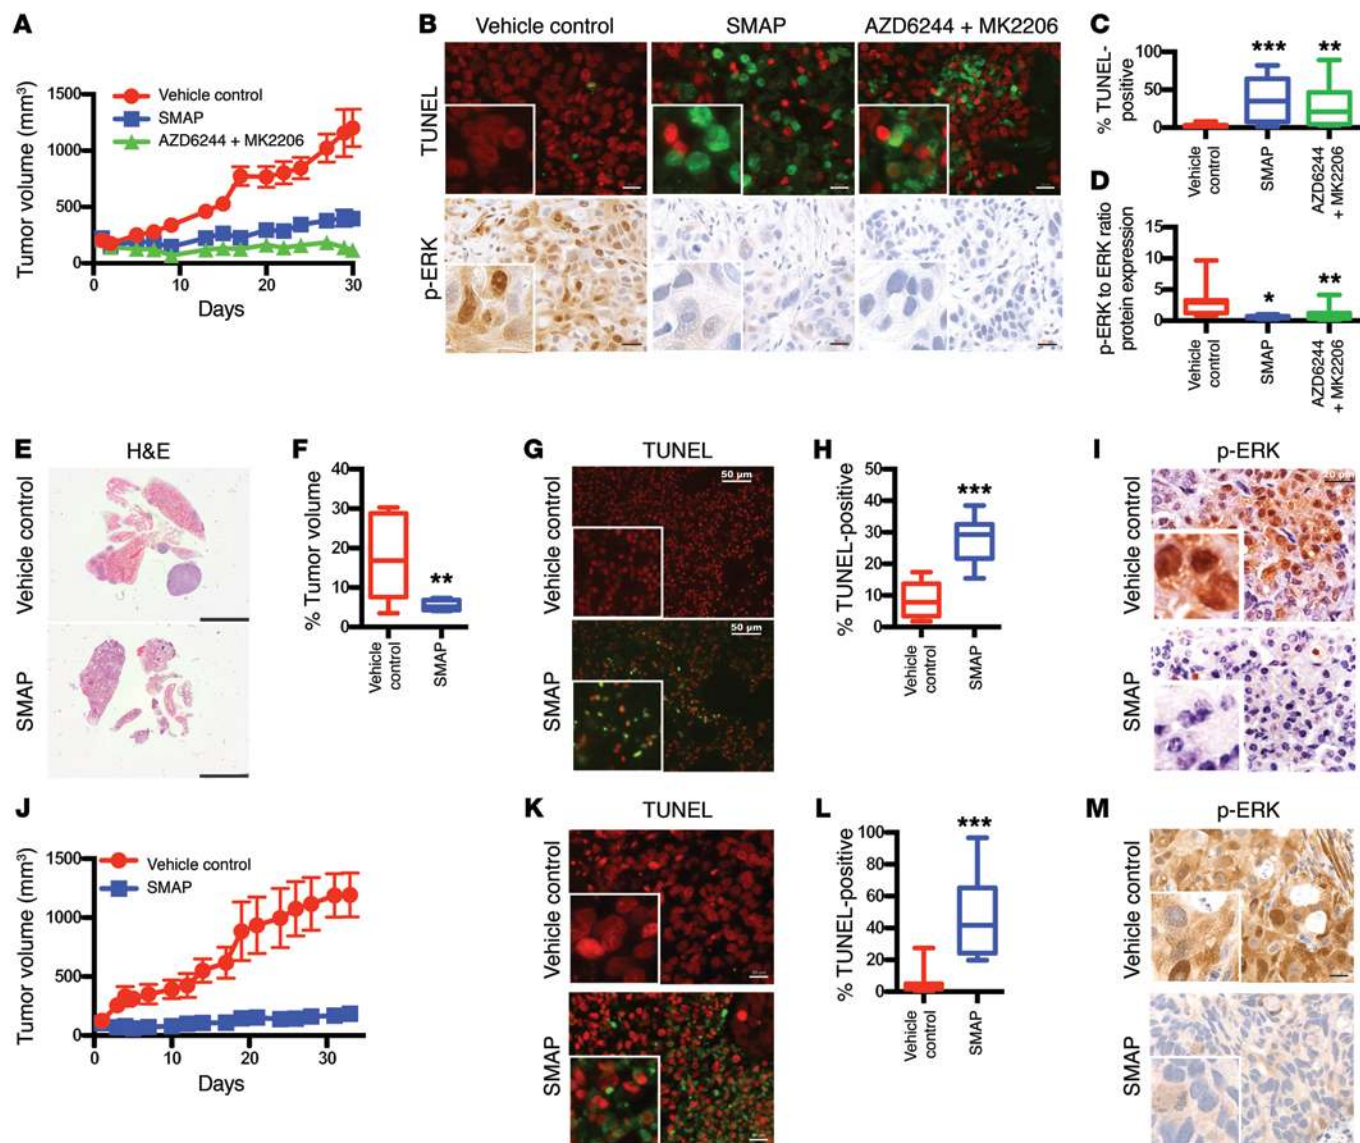 A
Tumor volume (mm³)
1500
1000
500
0
Vehicle control
SMAP
AZD6244 + MK2206
0
10
20
30
Days
B
Vehicle control
SMAP
AZD6244 + MK2206
TUNEL
p-ERK
C
% TUNEL-
positive
100
50
0
***
**
Vehicle
control
SMAP
AZD6244
+ MK2206
D
p-ERK to ERK ratio
protein expression
15
10
5
0
*
**
Vehicle
control
SMAP
AZD6244
+ MK2206
E
H&E
Vehicle control
SMAP
F
% Tumor volume
40
30
20
10
0
**
Vehicle
control
SMAP
G
TUNEL
Vehicle control
50 µm
SMAP
50 µm
H
% TUNEL-positive
50
40
30
20
10
0
***
Vehicle
control
SMAP
I
p-ERK
Vehicle control
SMAP
J
Tumor volume (mm³)
1500
1000
500
0
Vehicle control
SMAP
0
10
20
30
Days
K
TUNEL
Vehicle control
SMAP
L
% TUNEL-positive
100
80
60
40
20
0
***
Vehicle
control
SMAP
M
p-ERK
Vehicle control
SMAP